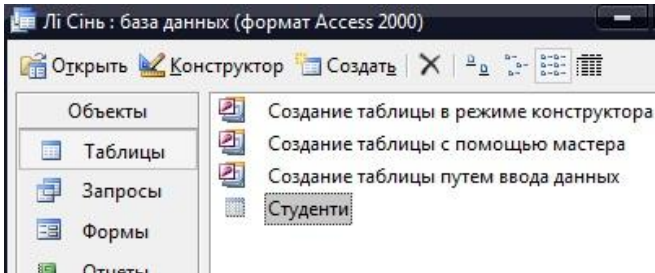 Лі Сінь : база данных (формат Access 2000)
Открыть Конструктор Создать
Объекты
Таблицы
Запросы
Формы
Отчеты
Создание таблицы в режиме конструктора
Создание таблицы с помощью мастера
Создание таблицы путем ввода данных
Студенти